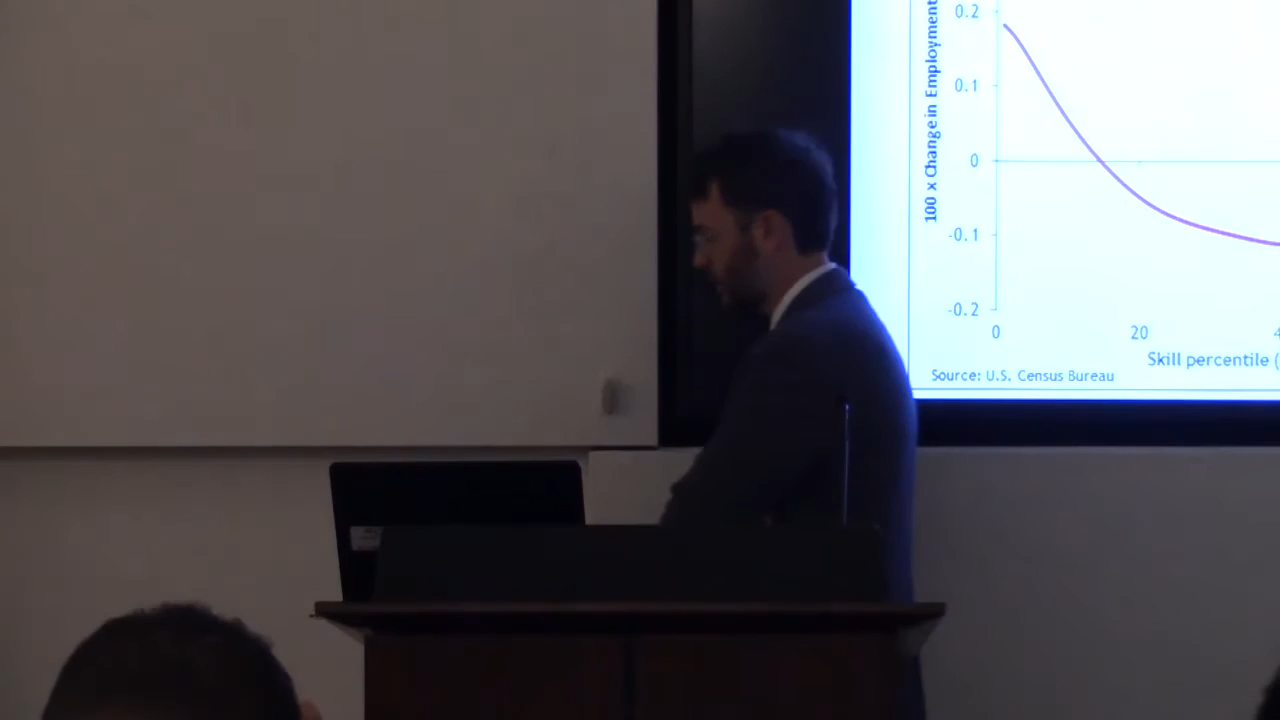 100 x Change in Employment
0.2
0.1
0
-0.1
-0.2
0
20
4
Skill percentile (
Source: U.S. Census Bureau